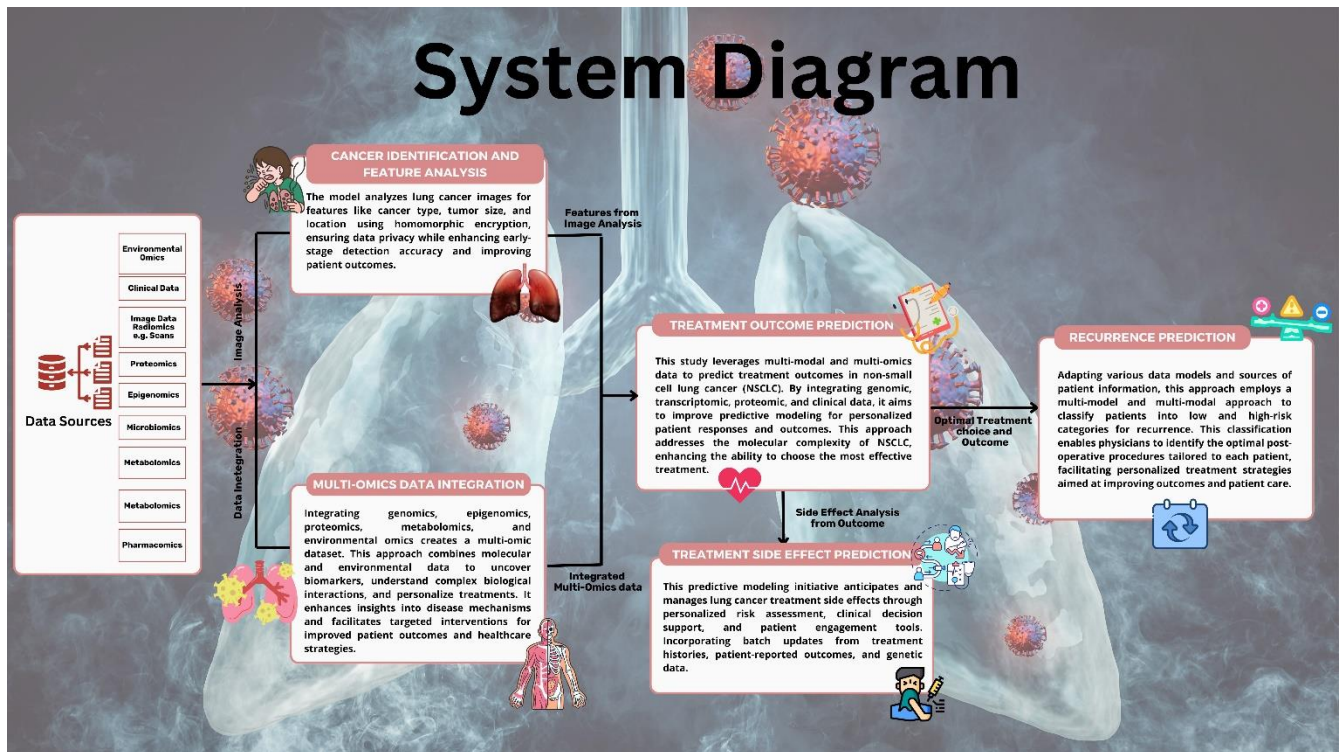 System Diagram
CANCER IDENTIFICATION AND
FEATURE ANALYSIS
The model analyzes lung cancer images for
features like cancer type, tumor size, and
location using homomorphic encryption,
ensuring data privacy while enhancing early-
stage detection accuracy and improving
patient outcomes.
Features from
Image Analysis
Environmental
Omics
Clinical Data
Image Data
Radiomics
e.g. Scans
Proteomics
Epigenomics
Microbiomics
Metabolomics
Metabolomics
Pharmacomics
Data Sources
Image Analysis
Data Inetegration
MULTI-OMICS DATA INTEGRATION
Integrating genomics, epigenomics,
proteomics, metabolomics, and
environmental omics creates a multi-omic
dataset. This approach combines molecular
and environmental data to uncover
biomarkers, understand complex biological
interactions, and personalize treatments. It
enhances insights into disease mechanisms
and facilitates targeted interventions for
improved patient outcomes and healthcare
strategies.
Integrated
Multi-Omics data
TREATMENT OUTCOME PREDICTION
This study leverages multi-modal and multi-omics
data to predict treatment outcomes in non-small
cell lung cancer (NSCLC). By integrating genomic,
transcriptomic, proteomic, and clinical data, it aims
to improve predictive modeling for personalized
patient responses and outcomes. This approach
addresses the molecular complexity of NSCLC,
enhancing the ability to choose the most effective
treatment.
Side Effect Analysis
from Outcome
TREATMENT SIDE EFFECT PREDICTION
This predictive modeling initiative anticipates and
manages lung cancer treatment side effects through
personalized risk assessment, clinical decision
support, and patient engagement tools.
Incorporating batch updates from treatment
histories, patient-reported outcomes, and genetic
data.
Optimal Treatment
choice and
Outcome
RECURRENCE PREDICTION
Adapting various data models and sources of
patient information, this approach employs a
multi-model and multi-modal approach to
classify patients into low and high-risk
categories for recurrence. This classification
enables physicians to identify the optimal post-
operative procedures tailored to each patient,
facilitating personalized treatment strategies
aimed at improving outcomes and patient care.